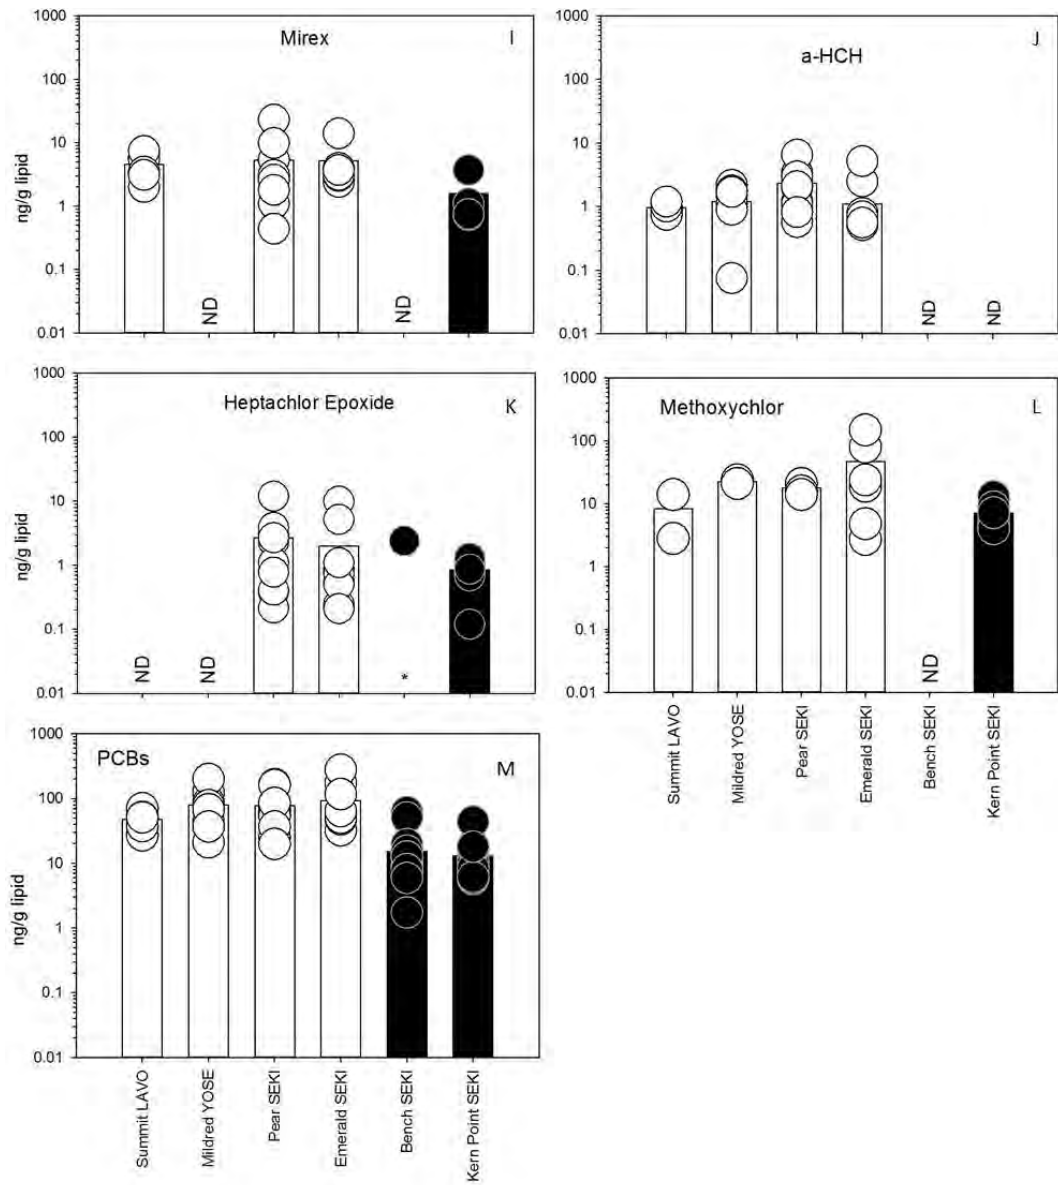 Mirex
I
1000
100
10
1
0.1
0.01
ng/g lipid
ND
ND
a-HCH
J
1000
100
10
1
0.1
0.01
ND
ND
Heptachlor Epoxide
K
1000
100
10
1
0.1
0.01
ng/g lipid
ND
ND
*
Methoxychlor
L
1000
100
10
1
0.1
0.01
ND
Summit LAVO
Mildred YOSE
Pear SEKI
Emerald SEKI
Bench SEKI
Kern Point SEKI
PCBs
M
1000
100
10
1
0.1
0.01
ng/g lipid
Summit LAVO
Mildred YOSE
Pear SEKI
Emerald SEKI
Bench SEKI
Kern Point SEKI